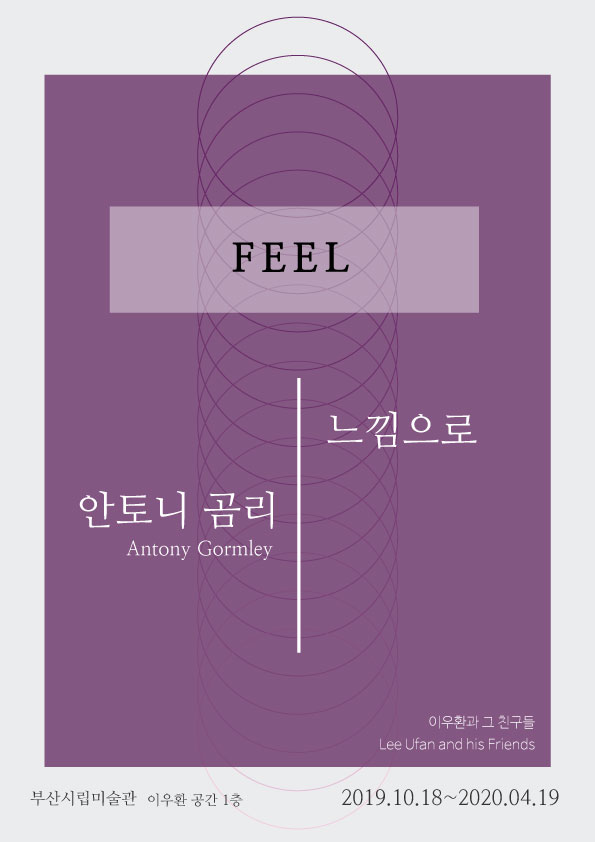 FEEL
느낌으로
안토니 곰리
Antony Gormley
이우환과 그 친구들
Lee Ufan and his Friends
부산시립미술관 이우환 공간 1층
2019.10.18~2020.04.19